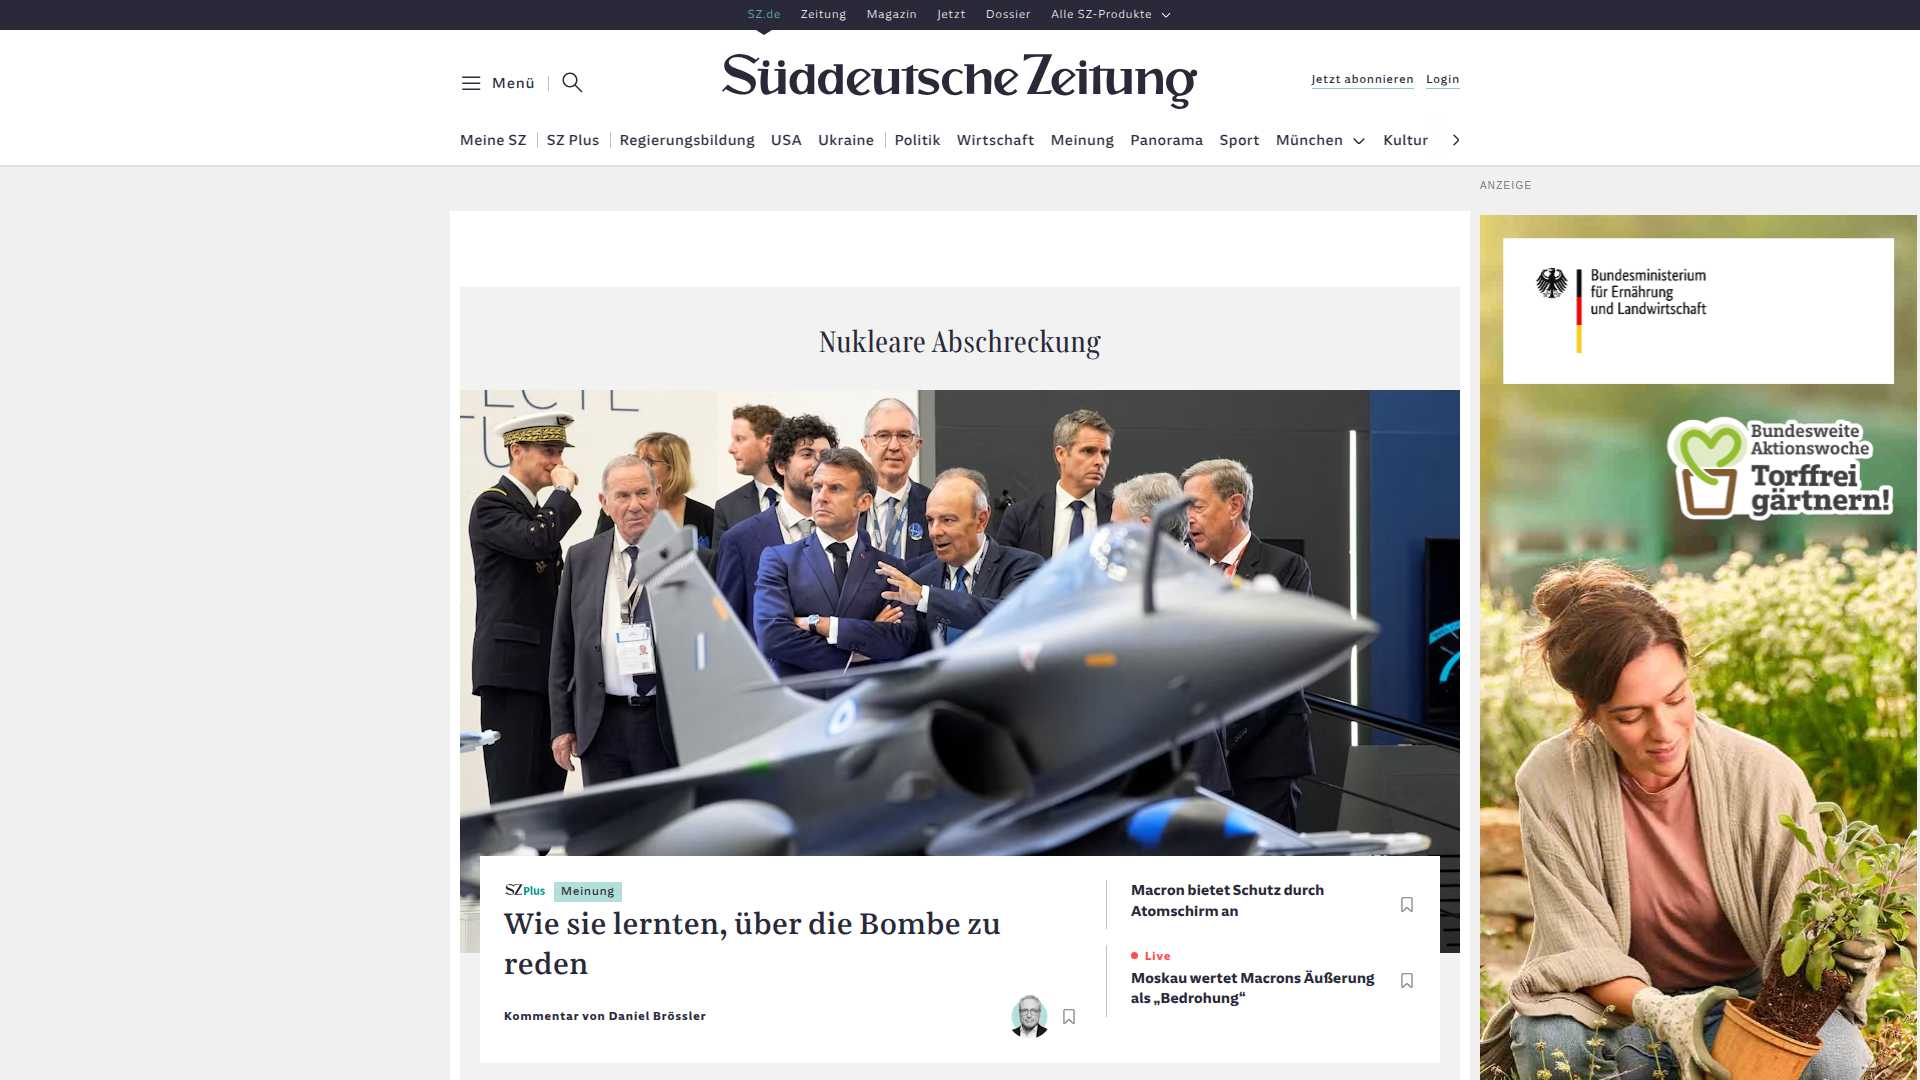 SZ.de Zeitung Magazin Jetzt Dossier Alle SZ-Produkte
Menü
Süddeutsche Zeitung
Jetzt abonnieren Login
Meine SZ SZ Plus Regierungsbildung USA Ukraine Politik Wirtschaft Meinung Panorama Sport München Kultur
ANZEIGE
Nukleare Abschreckung
SZ Plus Meinung
Wie sie lernten, über die Bombe zu
reden
Kommentar von Daniel Brössler
Macron bietet Schutz durch
Atomschirm an
Live
Moskau wertet Macrons Äußerung
als „Bedrohung“
Bundesministerium
für Ernährung
und Landwirtschaft
Bundesweite
Aktionswoche
Torffrei
gärtnern!